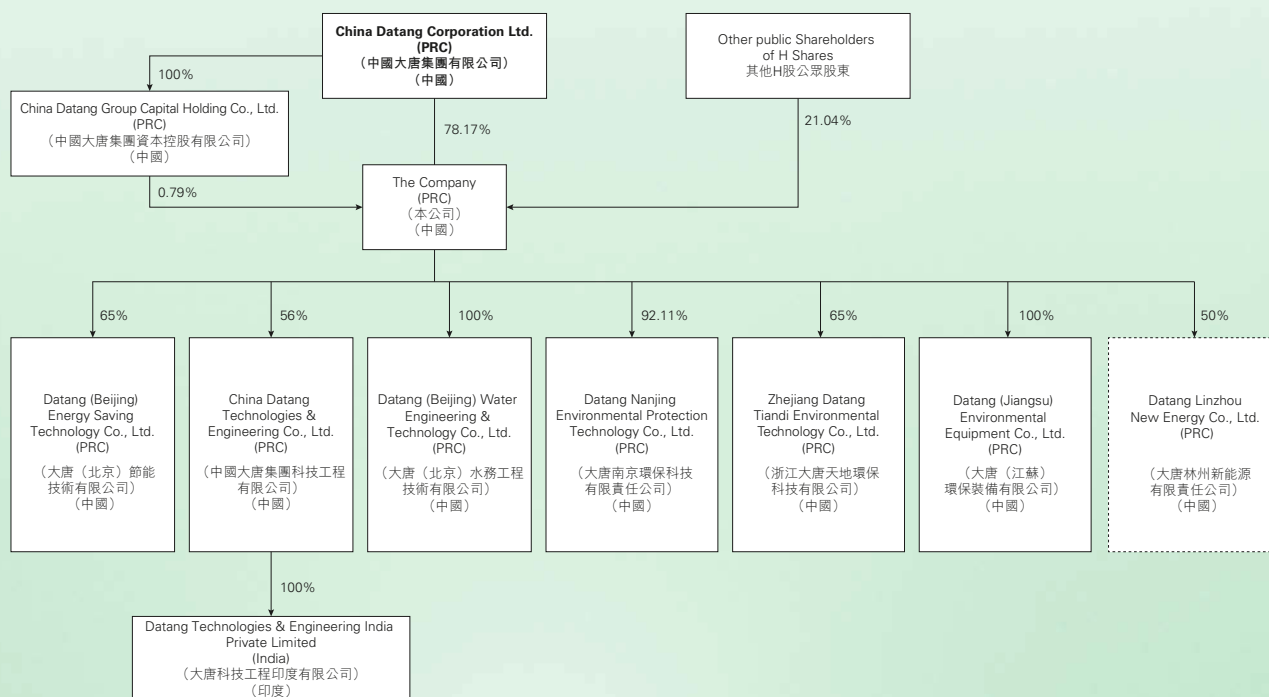 China Datang Corporation Ltd.
(PRC)
（中國大唐集團有限公司）
（中國）
Other public Shareholders
of H Shares
其他H股公眾股東
100%
China Datang Group Capital Holding Co., Ltd.
(PRC)
（中國大唐集團資本控股有限公司）
（中國）
78.17%
21.04%
0.79%
The Company
(PRC)
（本公司）
（中國）
65%
56%
100%
92.11%
65%
100%
50%
Datang (Beijing)
Energy Saving
Technology Co., Ltd.
(PRC)
（大唐（北京）節能
技術有限公司）
（中國）
China Datang
Technologies &
Engineering Co., Ltd.
(PRC)
（中國大唐集團科技工程
有限公司）
（中國）
Datang (Beijing) Water
Engineering &
Technology Co., Ltd.
(PRC)
（大唐（北京）水務工程
技術有限公司）
（中國）
Datang Nanjing
Environmental Protection
Technology Co., Ltd.
(PRC)
（大唐南京環保科技
有限責任公司）
（中國）
Zhejiang Datang
Tiandi Environmental
Technology Co., Ltd.
(PRC)
（浙江大唐天地環保
科技有限公司）
（中國）
Datang (Jiangsu)
Environmental
Equipment Co., Ltd.
(PRC)
（大唐（江蘇）
環保裝備有限公司）
（中國）
Datang Linzhou
New Energy Co., Ltd.
(PRC)
（大唐林州新能源
有限責任公司）
（中國）
100%
Datang Technologies & Engineering India
Private Limited
(India)
（大唐科技工程印度有限公司）
（印度）